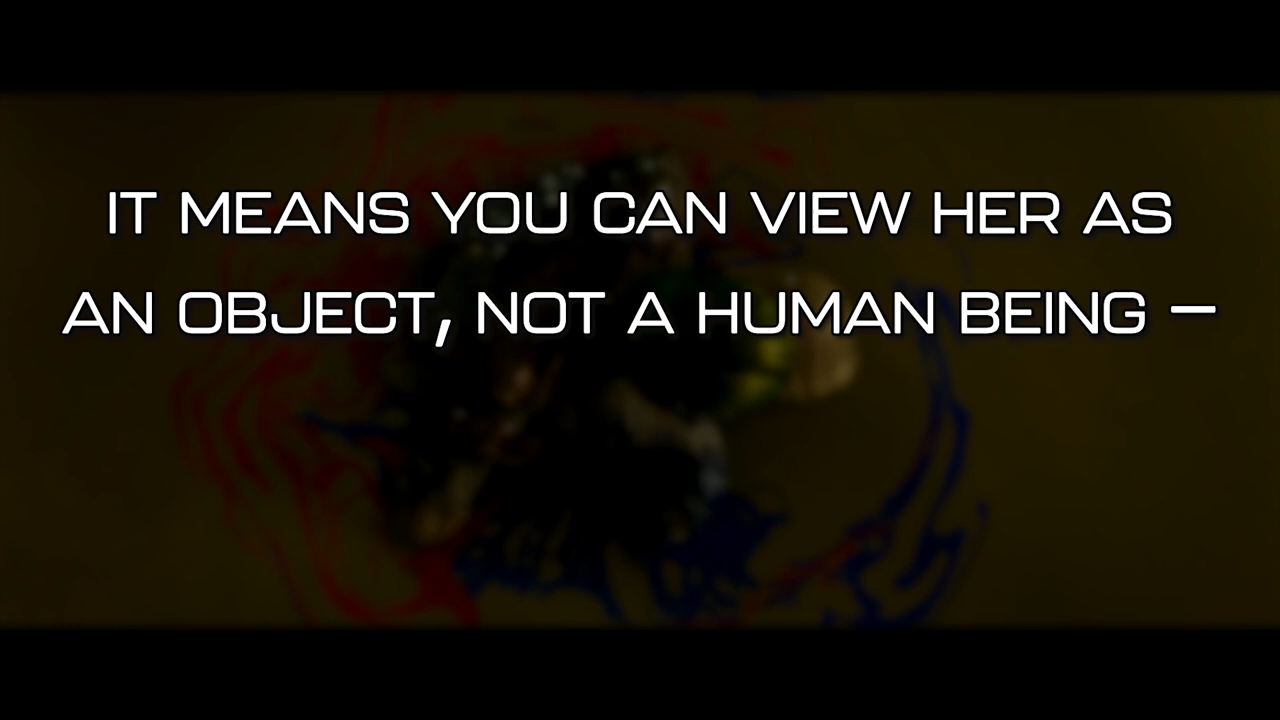 IT MEANS YOU CAN VIEW HER AS
AN OBJECT, NOT A HUMAN BEING –